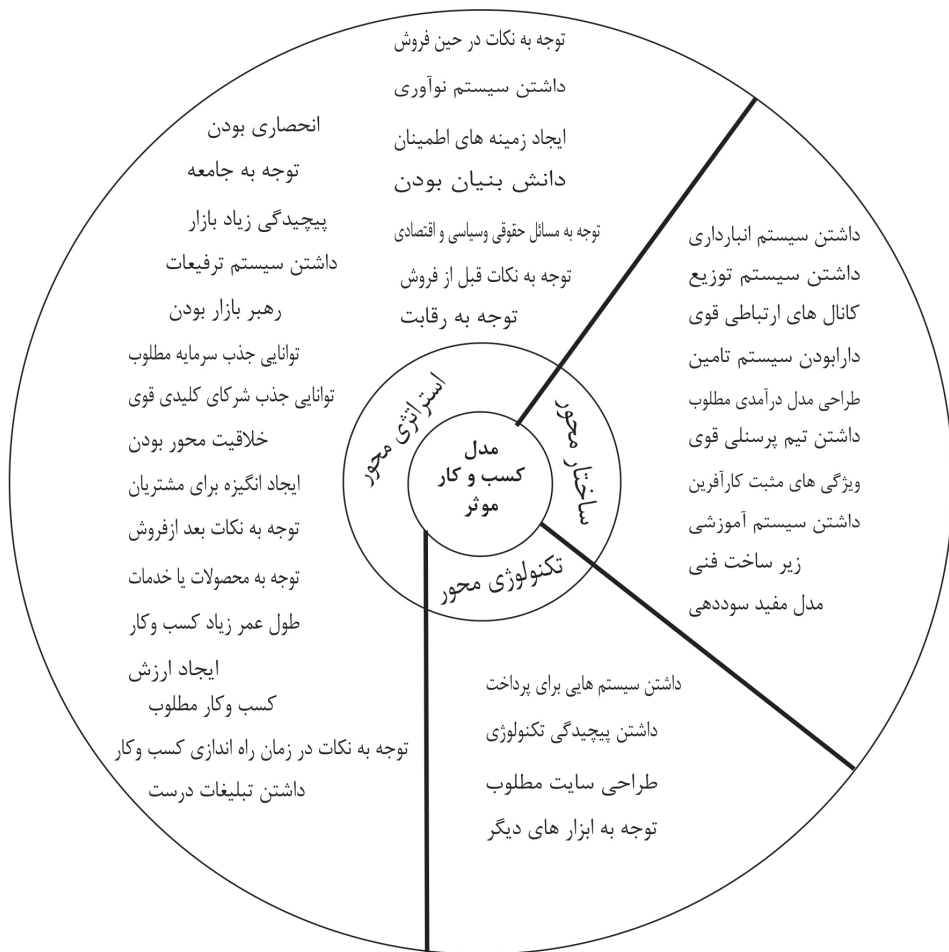 توجه به نکات در حین فروش
داشتن سیستم نوآوری
ایجاد زمینه های اطمینان
دانش بنیان بودن
توجه به مسائل حقوقی وسیاسی و اقتصادی
توجه به نکات قبل از فروش
توجه به رقابت
انحصاری بودن
توجه به جامعه
پیچیدگی زیاد بازار
داشتن سیستم ترفیعات
رهبر بازار بودن
توانایی جذب سرمایه مطلوب
توانایی جذب شرکای کلیدی قوی
خلاقیت محور بودن
ایجاد انگیزه برای مشتریان
توجه به نکات بعد ازفروش
توجه به محصولات یا خدمات
طول عمر زیاد کسب وکار
ایجاد ارزش
کسب وکار مطلوب
توجه به نکات در زمان راه اندازی کسب وکار
داشتن تبلیغات درست
داشتن سیستم انبارداری
داشتن سیستم توزیع
کانال های ارتباطی قوی
دارابودن سیستم تامین
طراحی مدل درآمدی مطلوب
داشتن تیم پرسنلی قوی
ویژگی های مثبت کارآفرین
داشتن سیستم آموزشی
زیر ساخت فنی
مدل مفید سوددهی
استراتژی محور
ساختار محور
تکنولوژی محور
مدل
کسب و کار
موثر
داشتن سیستم هایی برای پرداخت
داشتن پیچیدگی تکنولوژی
طراحی سایت مطلوب
توجه به ابزار های دیگر